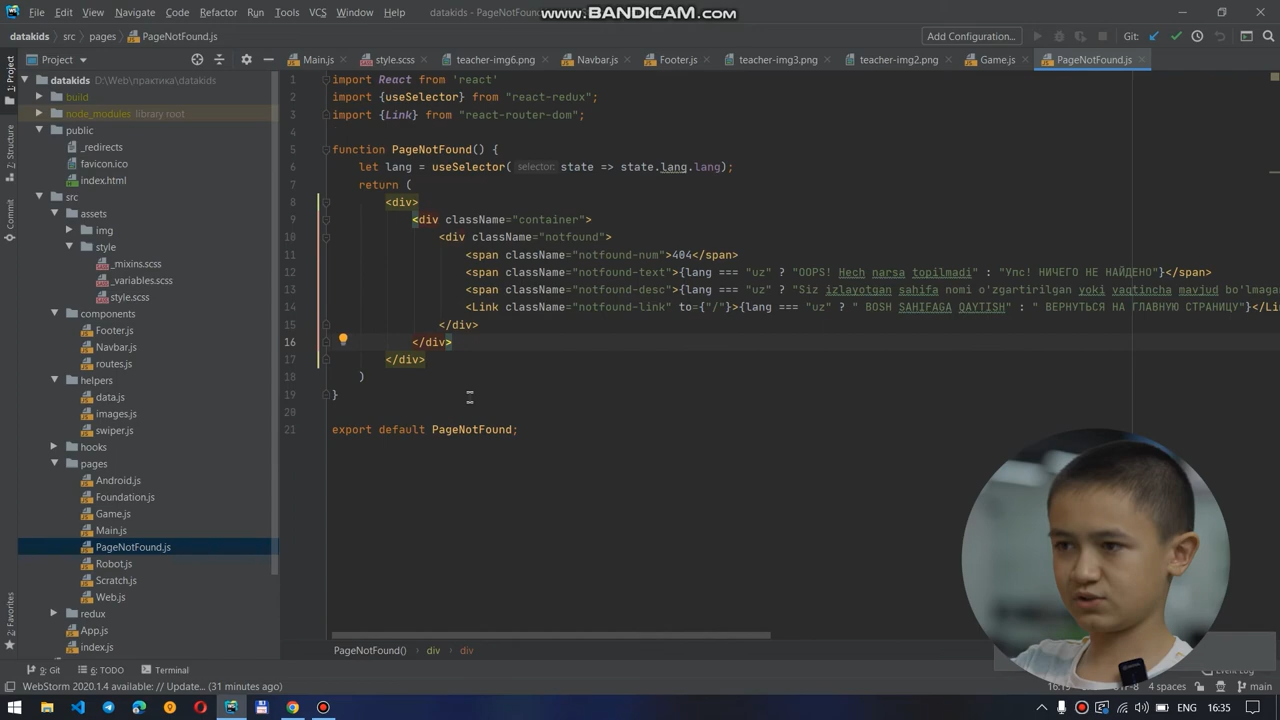 www.BANDICAM.com
File Edit View Navigate Code Refactor Run Tools VCS Window Help datakids
datakids src pages PageNotFound.js Add Configuration... Git:
Project Main.js style.scss teacher-img6.png Navbar.js Footer.js teacher-img3.png teacher-img2.png Game.js PageNotFound.js
1: Project
7: Structure
Commit
2: Favorites
datakids D:\Web\практика\datakids
build
node_modules library root
public
_redirects
favicon.ico
index.html
src
assets
img
style
_mixins.scss
_variables.scss
style.scss
components
Footer.js
Navbar.js
routes.js
helpers
data.js
images.js
swiper.js
hooks
pages
Android.js
Foundation.js
Game.js
Main.js
PageNotFound.js
Robot.js
Scratch.js
Web.js
redux
App.js
index.js
1 import React from 'react'
2 import {useSelector} from "react-redux";
3 import {Link} from "react-router-dom";
4
5 function PageNotFound() {
6 let lang = useSelector( selector: state => state.lang.lang);
7 return (
8 <div>
9 <div className="container">
10 <div className="notfound">
11 <span className="notfound-num">404</span>
12 <span className="notfound-text">{lang === "uz" ? "OOPS! Hech narsa topilmadi" : "Упс! НИЧЕГО НЕ НАЙДЕНО"}</span>
13 <span className="notfound-desc">{lang === "uz" ? "Siz izlayotgan sahifa nomi o'zgartirilgan yoki vaqtincha mavjud bo'lmaga
14 <Link className="notfound-link" to={"/"}>{lang === "uz" ? " BOSH SAHIFAGA QAYTISH" : " ВЕРНУТЬСЯ НА ГЛАВНУЮ СТРАНИЦУ"}</Li
15 </div>
16 </div>
17 </div>
18 )
19 }
20
21 export default PageNotFound;
PageNotFound() div div
9: Git 6: TODO Terminal Event Log
WebStorm 2020.1.4 available: // Update... (31 minutes ago) 4 spaces main
ENG 16:35